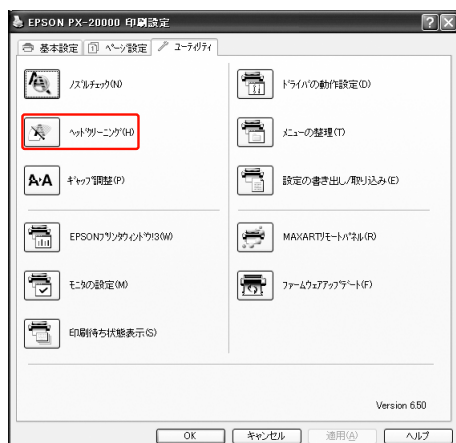 EPSON PX-20000 印刷設定
基本設定 ページ設定 ユーティリティ
ノズルチェック(N)
ヘッドクリーニング(H)
ギャップ調整(P)
EPSONプリンタウィンドウ!3(W)
モニタの設定(M)
印刷待ち状態表示(S)
ドライバの動作設定(D)
メニューの整理(T)
設定の書き出し/取り込み(E)
MAXARTリモートパネル(R)
ファームウェアアップデート(F)
Version 6.50
OK キャンセル 適用(A) ヘルプ